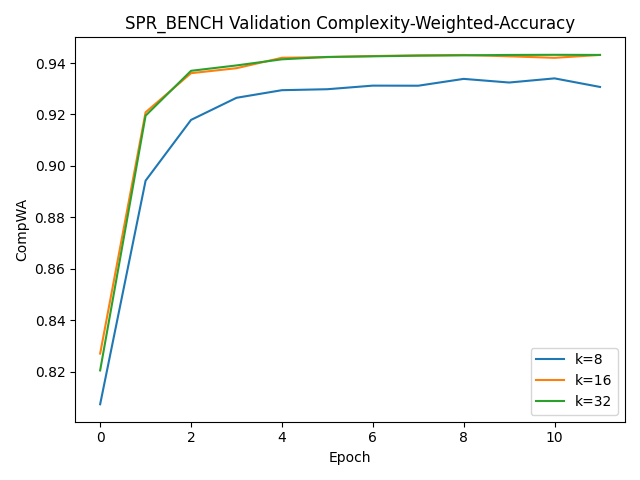 SPR_BENCH Validation Complexity-Weighted-Accuracy
CompWA
0.94
0.92
0.90
0.88
0.86
0.84
0.82
0 2 4 6 8 10
Epoch
k=8
k=16
k=32